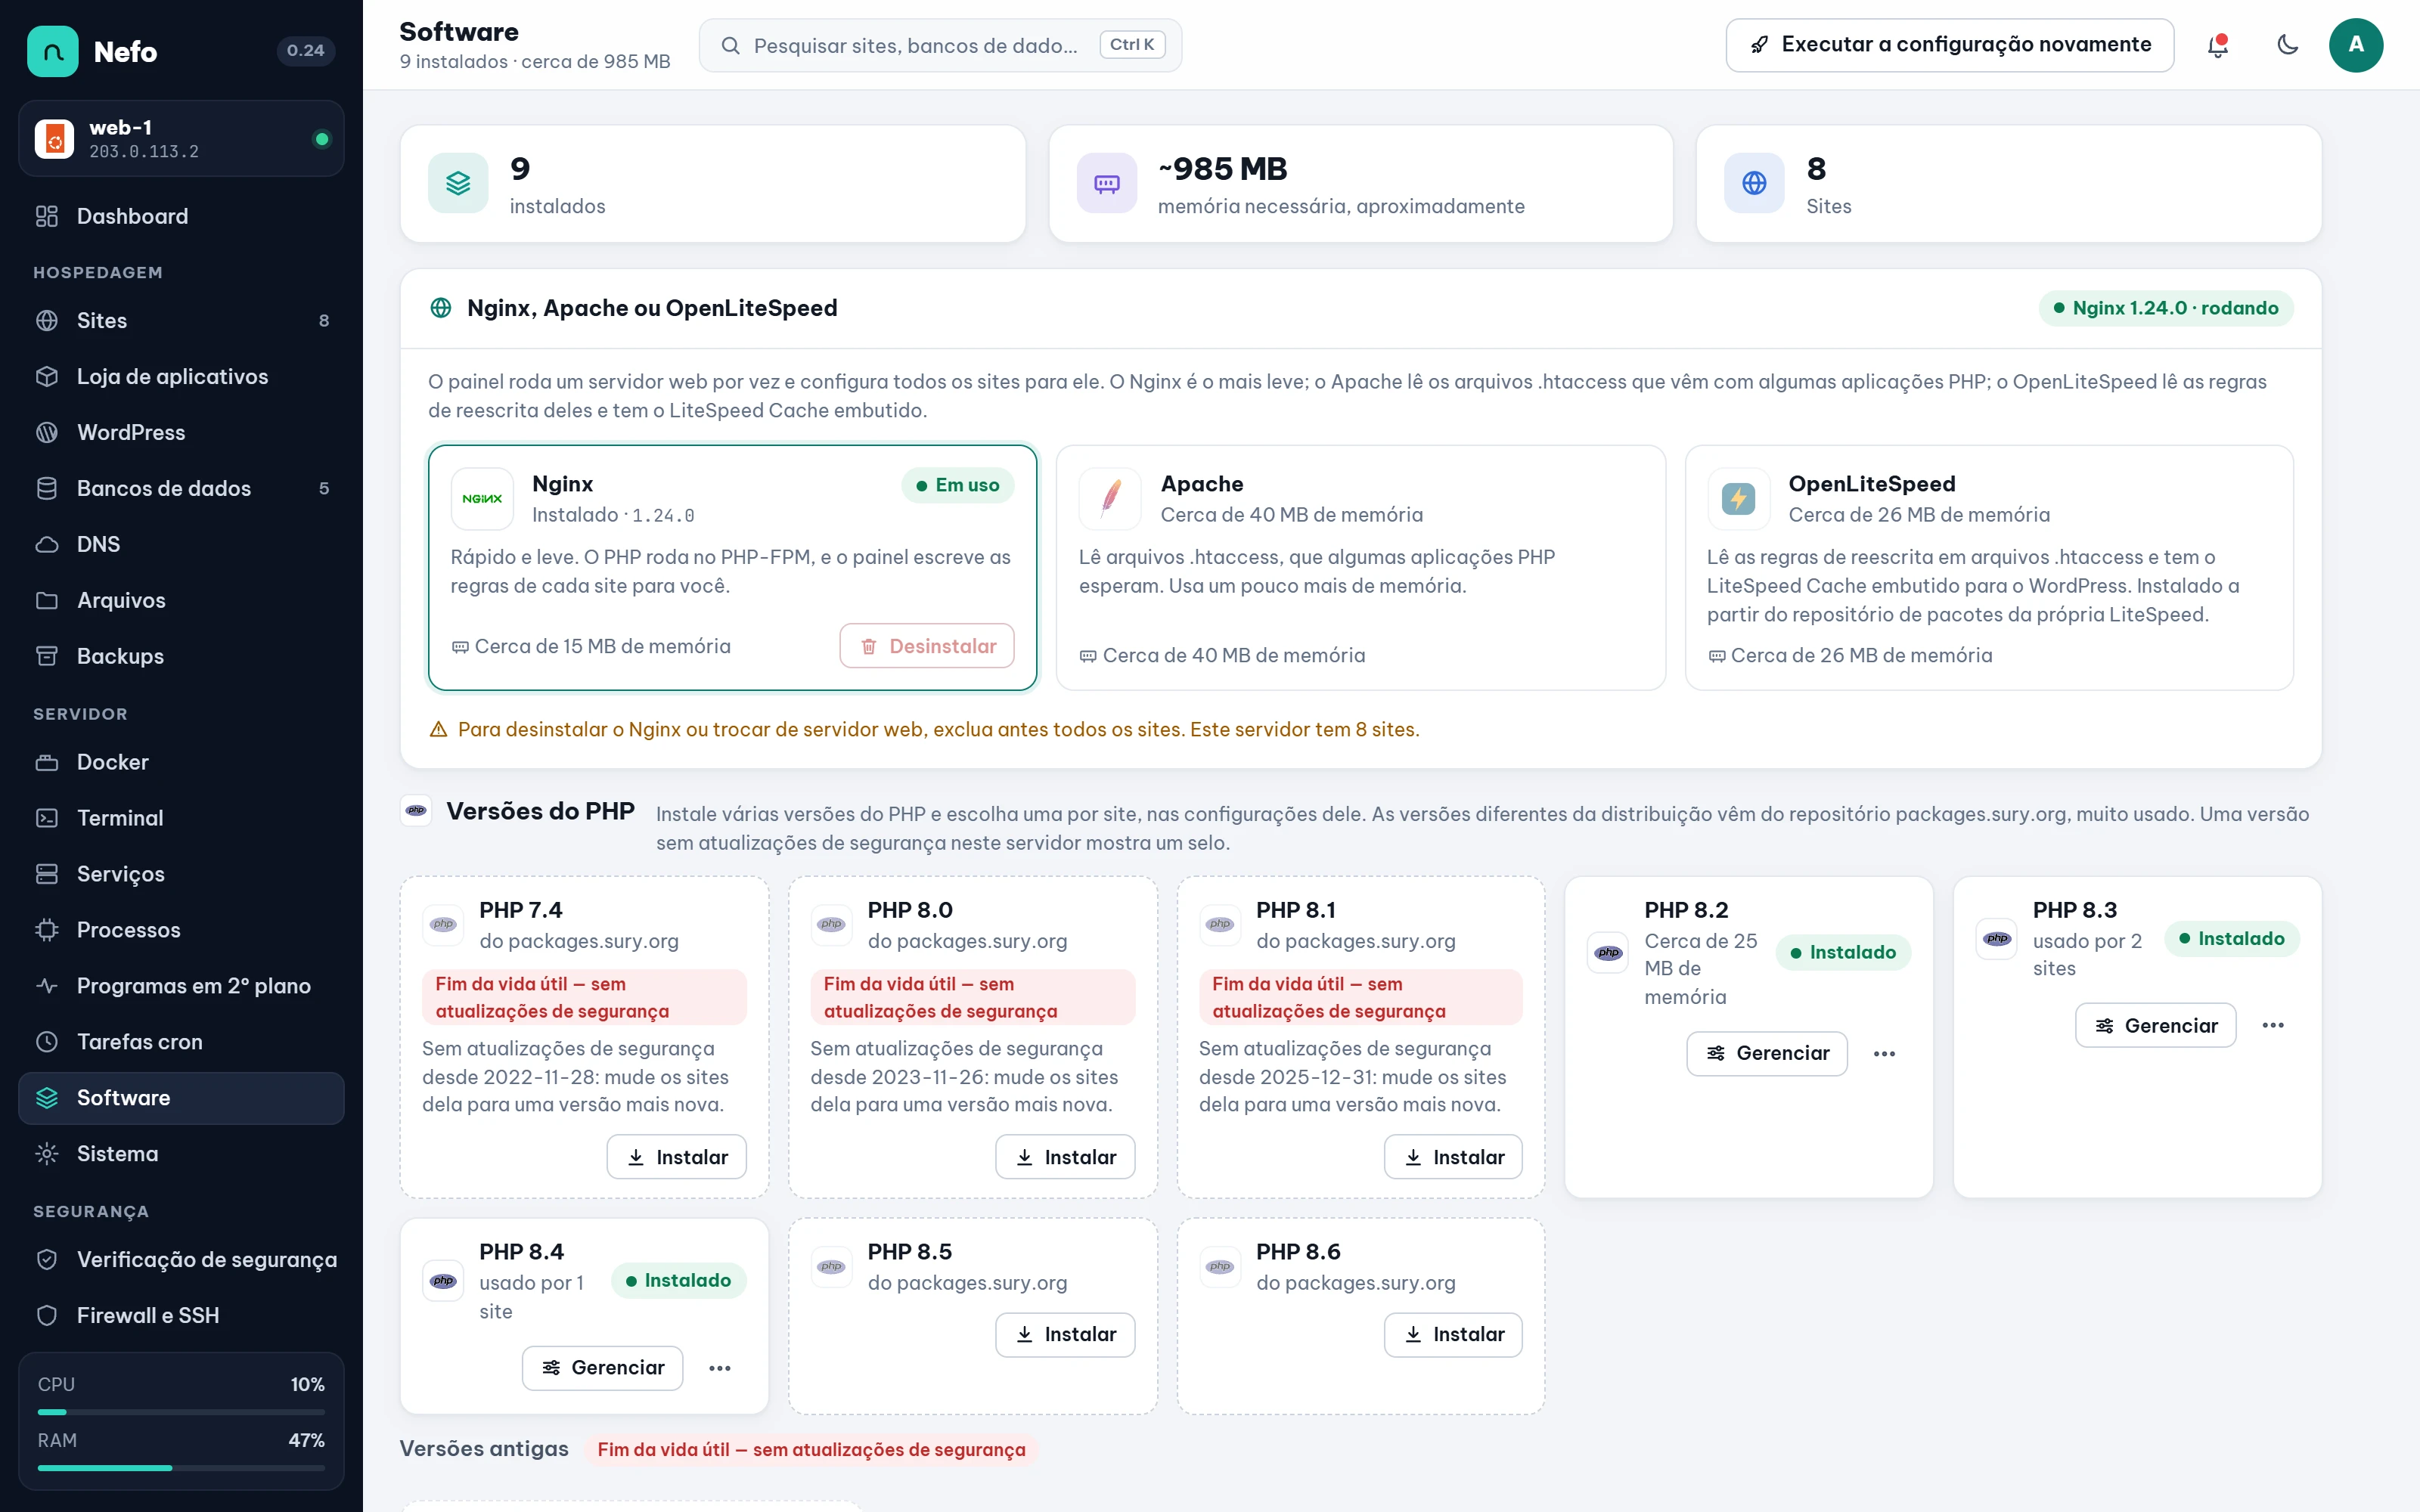 Nefo
0.24
web-1
203.0.113.2
Dashboard
HOSPEDAGEM
Sites
8
Loja de aplicativos
WordPress
Bancos de dados
5
DNS
Arquivos
Backups
SERVIDOR
Docker
Terminal
Serviços
Processos
Programas em 2º plano
Tarefas cron
Software
Sistema
SEGURANÇA
Verificação de segurança
Firewall e SSH
CPU
10%
RAM
47%
Software
9 instalados · cerca de 985 MB
Pesquisar sites, bancos de dado...
Ctrl K
Executar a configuração novamente
A
9
instalados
~985 MB
memória necessária, aproximadamente
8
Sites
Nginx, Apache ou OpenLiteSpeed
Nginx 1.24.0 · rodando
O painel roda um servidor web por vez e configura todos os sites para ele. O Nginx é o mais leve; o Apache lê os arquivos .htaccess que vêm com algumas aplicações PHP; o OpenLiteSpeed lê as regras
de reescrita deles e tem o LiteSpeed Cache embutido.
NGINX
Nginx
Instalado · 1.24.0
Em uso
Rápido e leve. O PHP roda no PHP-FPM, e o painel escreve as
regras de cada site para você.
Cerca de 15 MB de memória
Desinstalar
Apache
Cerca de 40 MB de memória
Lê arquivos .htaccess, que algumas aplicações PHP
esperam. Usa um pouco mais de memória.
Cerca de 40 MB de memória
OpenLiteSpeed
Cerca de 26 MB de memória
Lê as regras de reescrita em arquivos .htaccess e tem o
LiteSpeed Cache embutido para o WordPress. Instalado a
partir do repositório de pacotes da própria LiteSpeed.
Cerca de 26 MB de memória
Para desinstalar o Nginx ou trocar de servidor web, exclua antes todos os sites. Este servidor tem 8 sites.
php
Versões do PHP
Instale várias versões do PHP e escolha uma por site, nas configurações dele. As versões diferentes da distribuição vêm do repositório packages.sury.org, muito usado. Uma versão
sem atualizações de segurança neste servidor mostra um selo.
php
PHP 7.4
do packages.sury.org
Fim da vida útil — sem
atualizações de segurança
Sem atualizações de segurança
desde 2022-11-28: mude os sites
dela para uma versão mais nova.
Instalar
php
PHP 8.0
do packages.sury.org
Fim da vida útil — sem
atualizações de segurança
Sem atualizações de segurança
desde 2023-11-26: mude os sites
dela para uma versão mais nova.
Instalar
php
PHP 8.1
do packages.sury.org
Fim da vida útil — sem
atualizações de segurança
Sem atualizações de segurança
desde 2025-12-31: mude os sites
dela para uma versão mais nova.
Instalar
php
PHP 8.2
Cerca de 25
MB de
memória
Instalado
Gerenciar
php
PHP 8.3
usado por 2
sites
Instalado
Gerenciar
php
PHP 8.4
usado por 1
site
Instalado
Gerenciar
php
PHP 8.5
do packages.sury.org
Instalar
php
PHP 8.6
do packages.sury.org
Instalar
Versões antigas
Fim da vida útil — sem atualizações de segurança